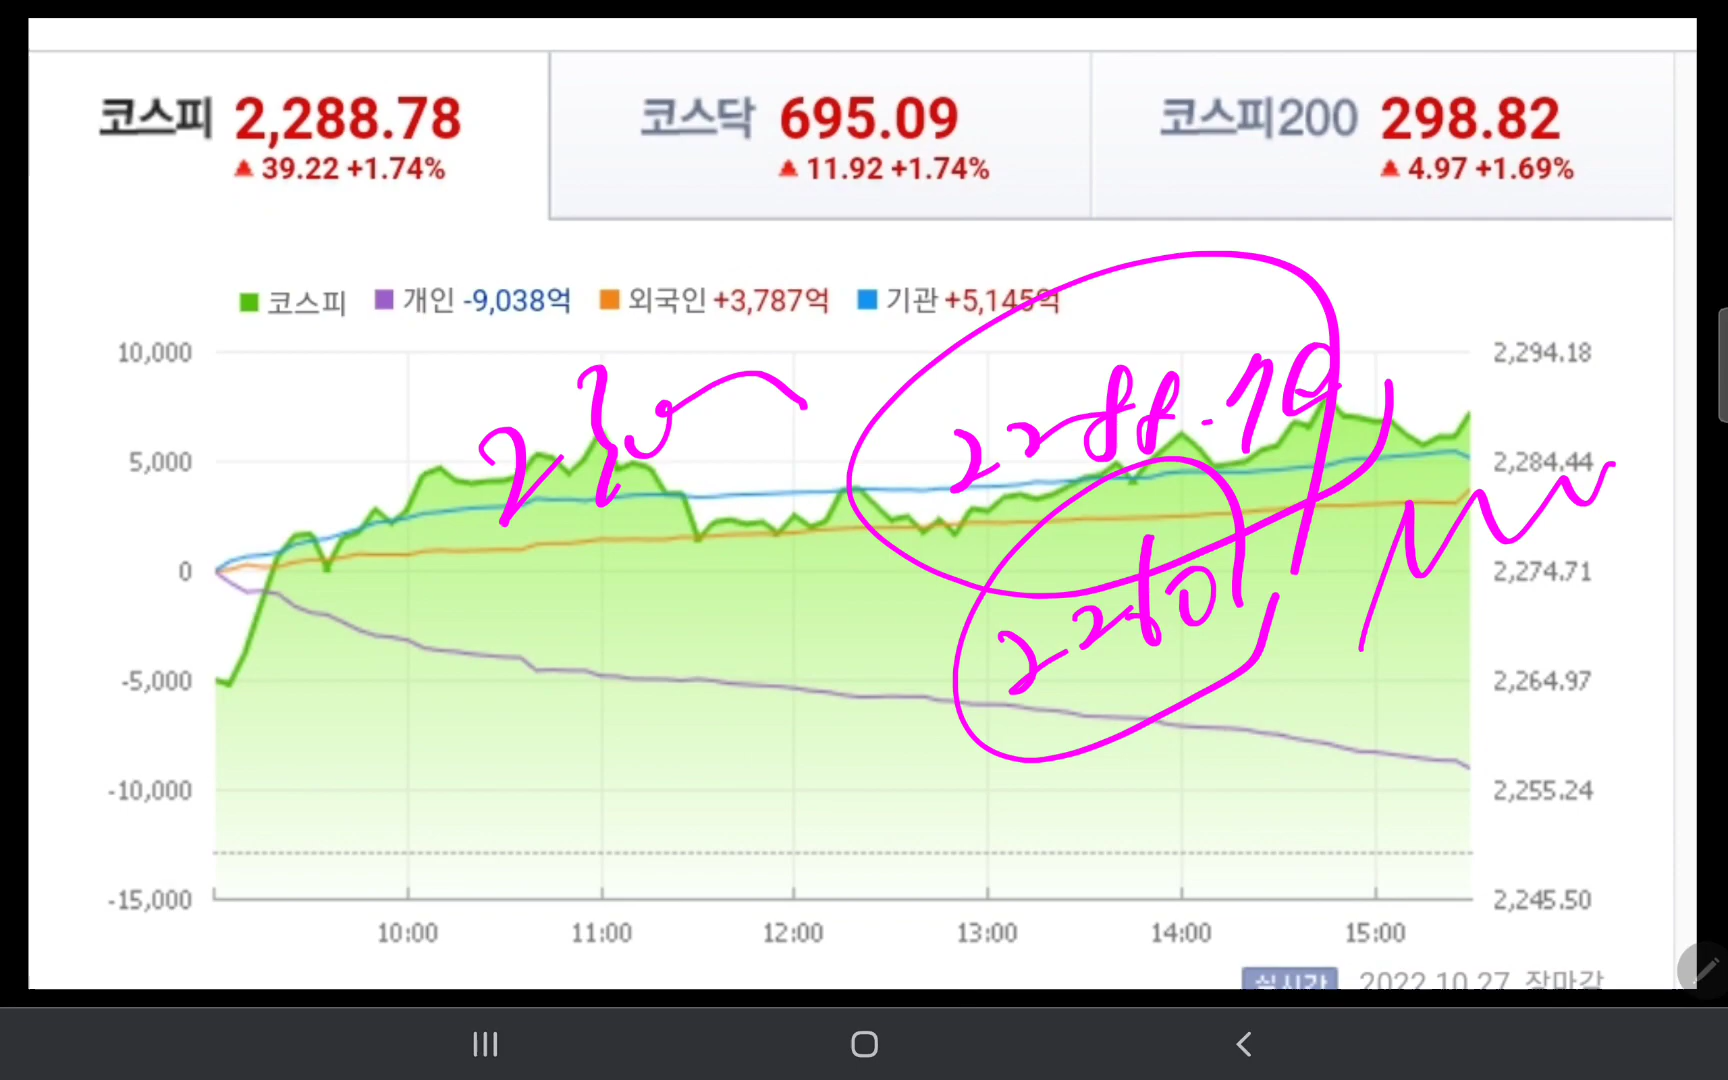 코스피 2,288.78
▲ 39.22 +1.74%
코스닥 695.09
▲ 11.92 +1.74%
코스피200 298.82
▲ 4.97 +1.69%
코스피 개인 -9,038억 외국인 +3,787억 기관 +5,145억
10,000 2,294.18
5,000 2,284.44
0 2,274.71
-5,000 2,264.97
-10,000 2,255.24
-15,000 2,245.50
2288.78
10:00 11:00 12:00 13:00 14:00 15:00
실시간 2022.10.27 장마감